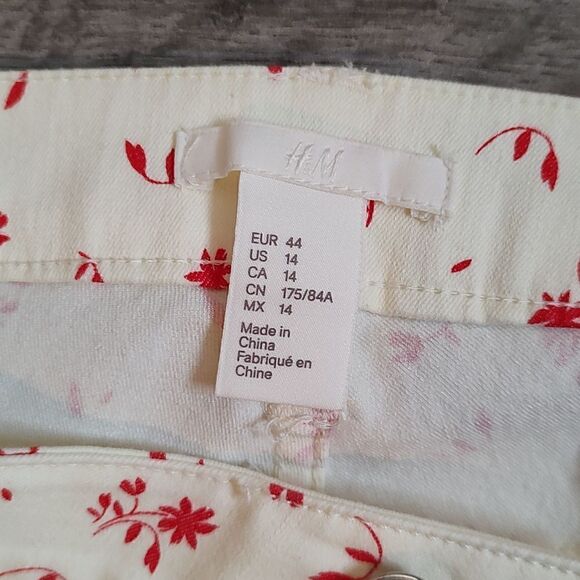 H&M
EUR 44
US 14
CA 14
CN 175/84A
MX 14
Made in
China
Fabriqué en
Chine